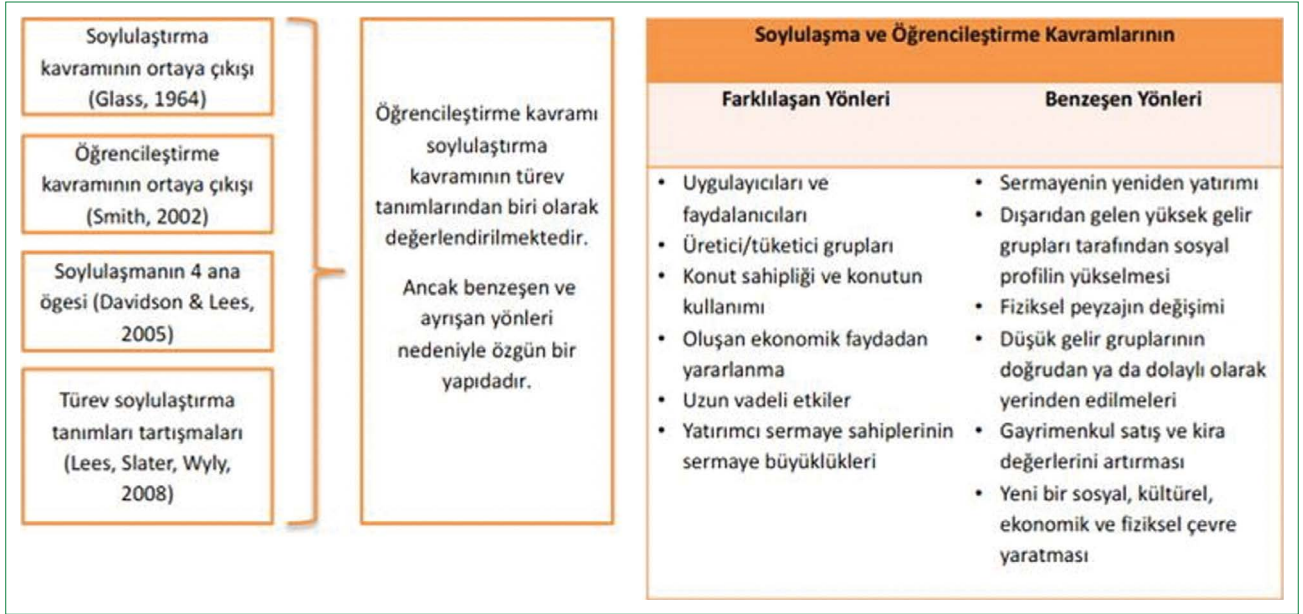 Soylulaştırma
kavramının ortaya çıkışı
(Glass, 1964)
Öğrencileştirme
kavramının ortaya çıkışı
(Smith, 2002)
Soylulaşmanın 4 ana
ögesi (Davidson & Lees,
2005)
Türev soylulaştırma
tanımları tartışmaları
(Lees, Slater, Wyly,
2008)
Öğrencileştirme kavramı
soylulaştırma
kavramının türev
tanımlarından biri olarak
değerlendirilmektedir.
Ancak benzeşen ve
ayrışan yönleri
nedeniyle özgün bir
yapıdadır.
Soylulaşma ve Öğrencileştirme Kavramlarının
Farklılaşan Yönleri
• Uygulayıcıları ve
faydalanıcıları
• Üretici/tüketici grupları
• Konut sahipliği ve konutun
kullanımı
• Oluşan ekonomik faydadan
yararlanma
• Uzun vadeli etkiler
• Yatırımcı sermaye sahiplerinin
sermaye büyüklükleri
Benzeşen Yönleri
• Sermayenin yeniden yatırımı
• Dışarıdan gelen yüksek gelir
grupları tarafından sosyal
profilin yükselmesi
• Fiziksel peyzajın değişimi
• Düşük gelir gruplarının
doğrudan ya da dolaylı olarak
yerinden edilmeleri
• Gayrimenkul satış ve kira
değerlerini artırması
• Yeni bir sosyal, kültürel,
ekonomik ve fiziksel çevre
yaratması